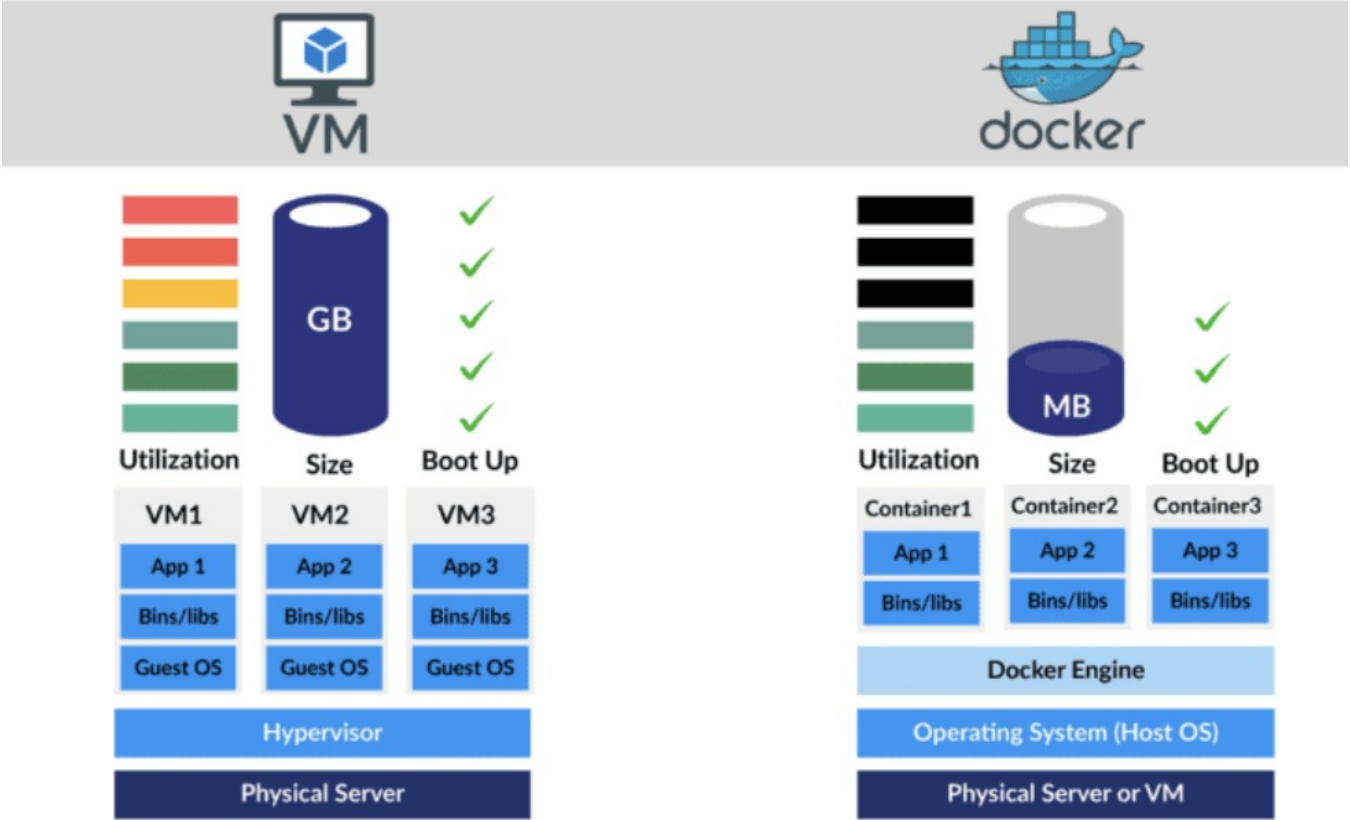 VM
docker
GB
Utilization
Size
Boot Up
VM1
VM2
VM3
App 1
App 2
App 3
Bins/libs
Bins/libs
Bins/libs
Guest OS
Guest OS
Guest OS
Hypervisor
Physical Server
MB
Utilization
Size
Boot Up
Container1
Container2
Container3
App 1
App 2
App 3
Bins/libs
Bins/libs
Bins/libs
Docker Engine
Operating System (Host OS)
Physical Server or VM